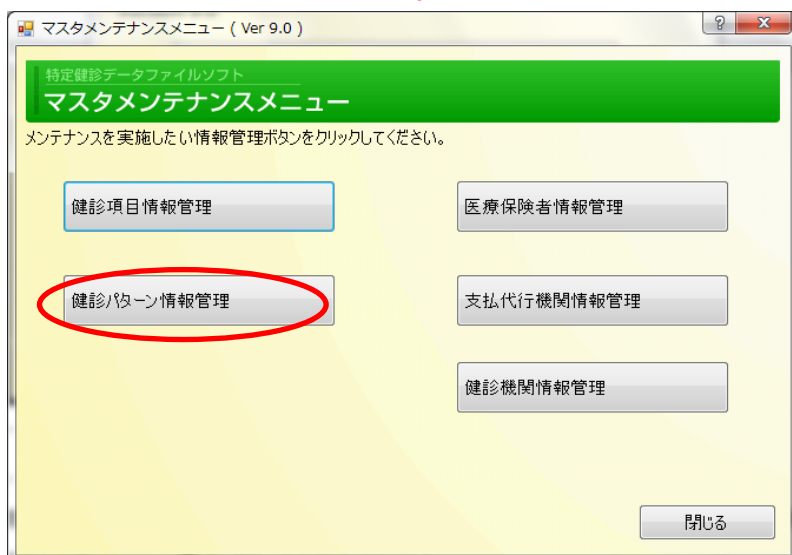 マスタメンテナンスメニュー ( Ver 9.0 )
特定健診データファイルソフト
マスタメンテナンスメニュー
メンテナンスを実施したい情報管理ボタンをクリックしてください。
健診項目情報管理
医療保険者情報管理
健診パターン情報管理
支払代行機関情報管理
健診機関情報管理
閉じる